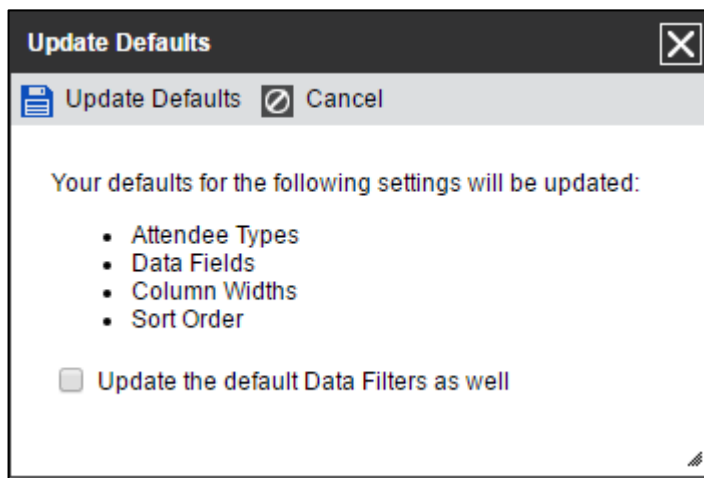 Update Defaults
Update Defaults Cancel
Your defaults for the following settings will be updated:
• Attendee Types
• Data Fields
• Column Widths
• Sort Order
Update the default Data Filters as well